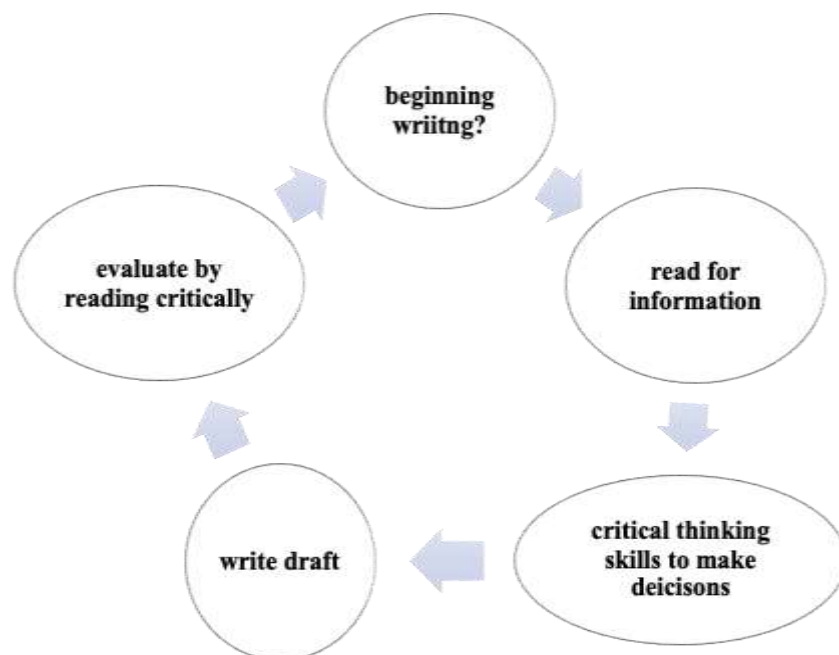 beginning
wriitng?
read for
information
critical thinking
skills to make
deicisons
write draft
evaluate by
reading critically